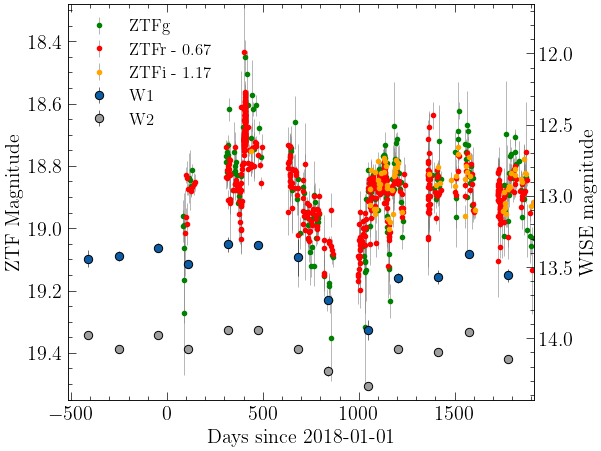 ZTFg
ZTFr - 0.67
ZTFi - 1.17
W1
W2
18.4
18.6
18.8
19.0
19.2
19.4
12.0
12.5
13.0
13.5
14.0
ZTF Magnitude
WISE magnitude
−500 0 500 1000 1500
Days since 2018-01-01